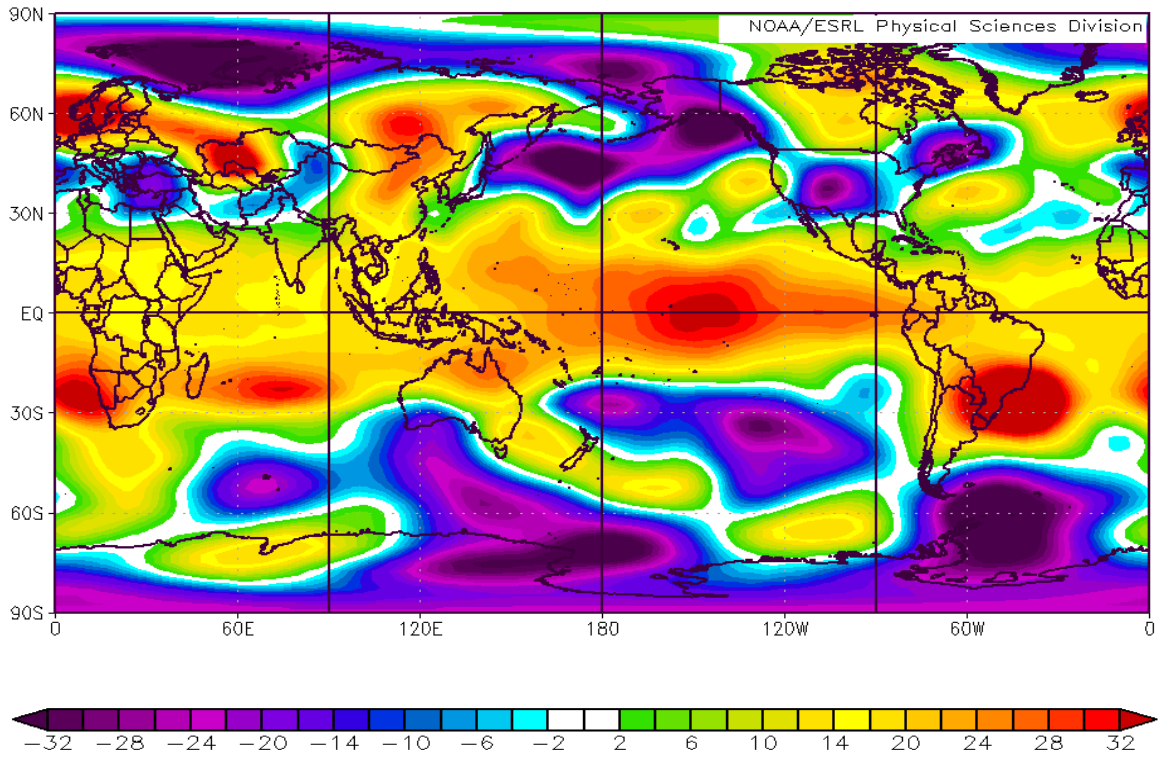 90N
NOAA/ESRL Physical Sciences Division
60N
30N
EQ
30S
60S
90S
0 60E 120E 180 120W 60W 0
-32 -28 -24 -20 -14 -10 -6 -2 2 6 10 14 20 24 28 32